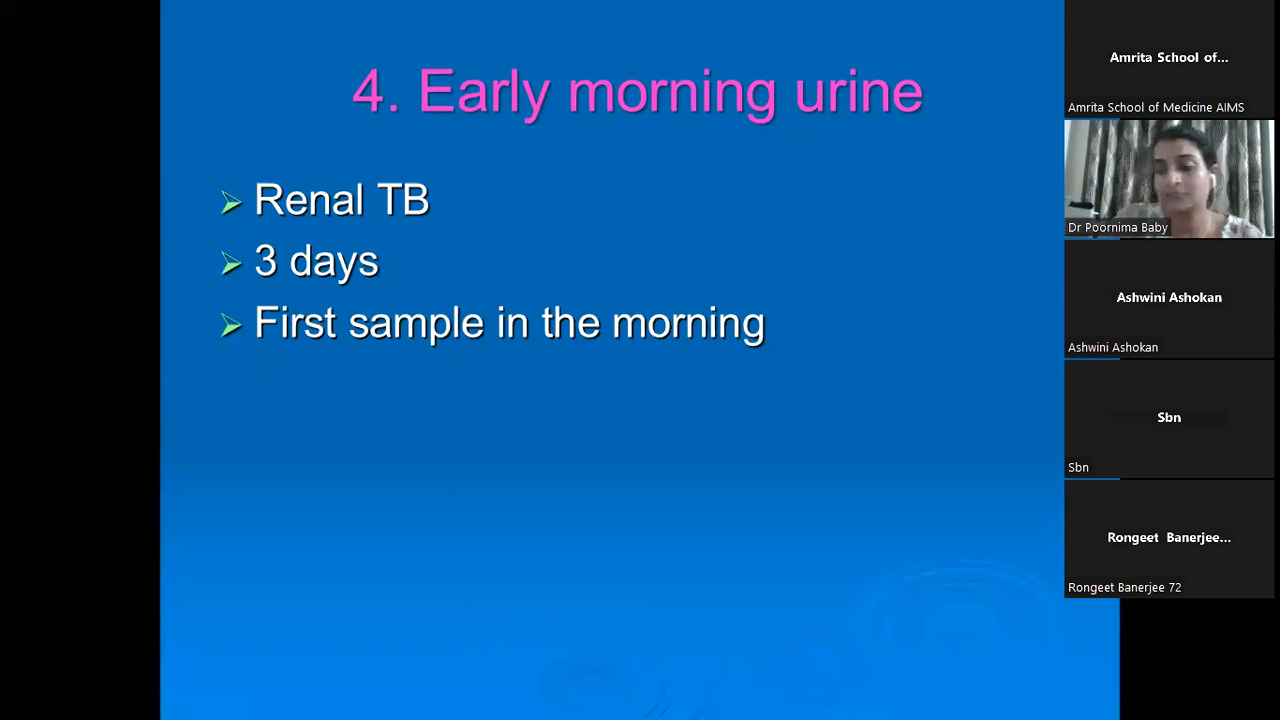 4. Early morning urine
Renal TB
3 days
First sample in the morning
Amrita School of...
Amrita School of Medicine AIMS
Dr Poornima Baby
Ashwini Ashokan
Ashwini Ashokan
Sbn
Sbn
Rongeet Banerjee...
Rongeet Banerjee 72